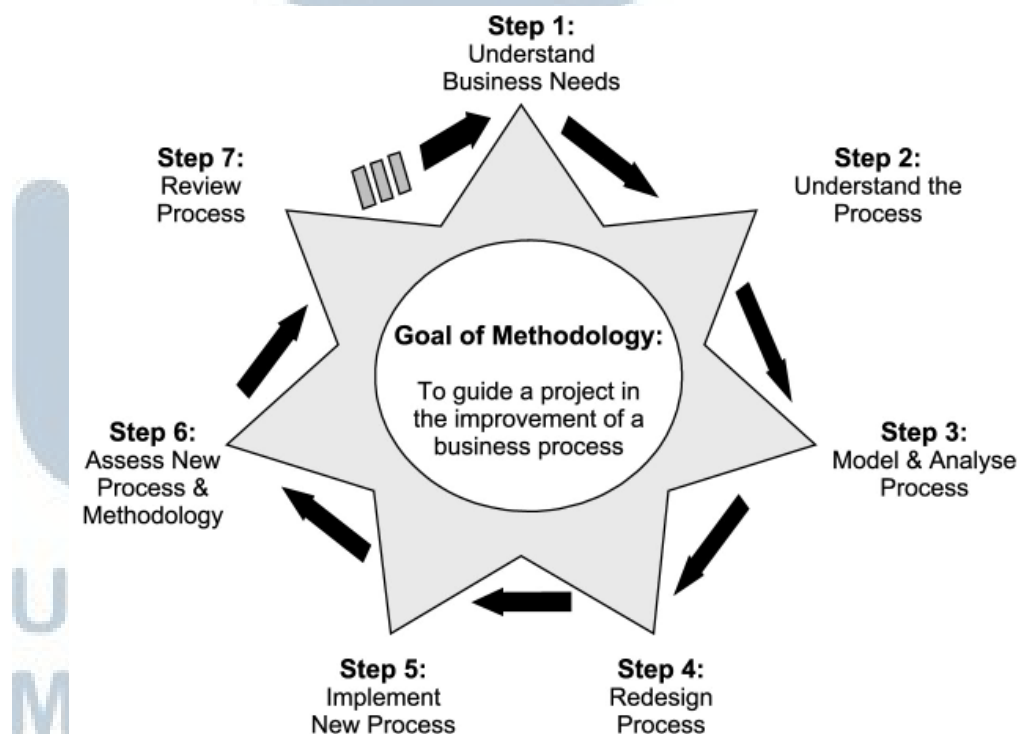 Step 1:
Understand
Business Needs
Step 2:
Understand the
Process
Step 3:
Model & Analyse
Process
Step 4:
Redesign
Process
Step 5:
Implement
New Process
Step 6:
Assess New
Process &
Methodology
Step 7:
Review
Process
Goal of Methodology:
To guide a project in
the improvement of a
business process
U
M